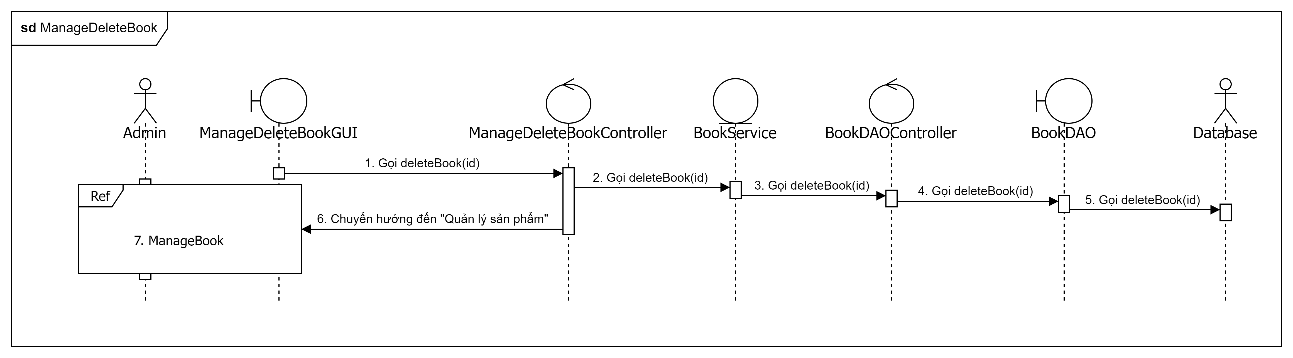 sd ManageDeleteBook
Admin
ManageDeleteBookGUI
ManageDeleteBookController
BookService
BookDAOController
BookDAO
Database
1. Gọi deleteBook(id)
2. Gọi deleteBook(id)
3. Gọi deleteBook(id)
4. Gọi deleteBook(id)
5. Gọi deleteBook(id)
Ref
6. Chuyển hướng đến "Quản lý sản phẩm"
7. ManageBook